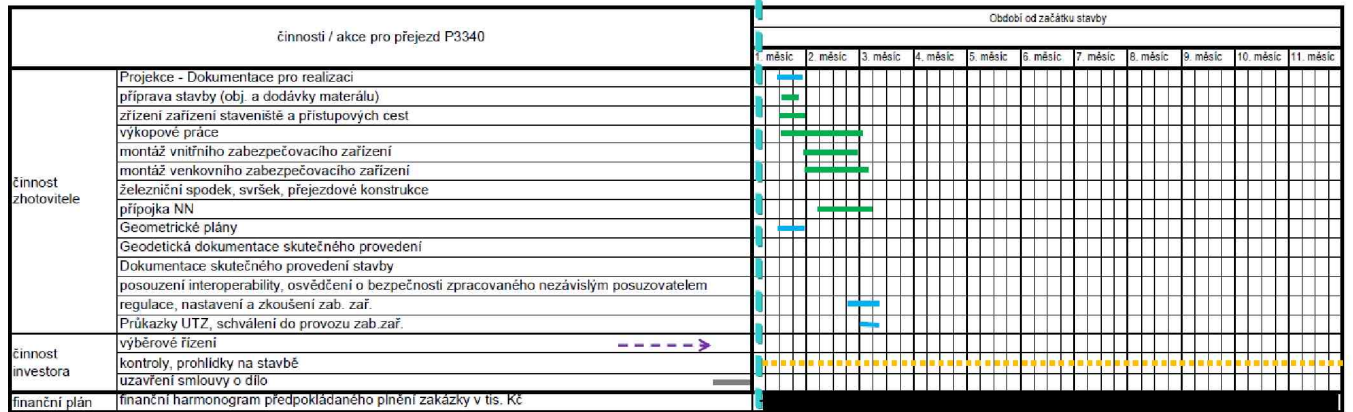 činnosti / akce pro přejezd P3340
Období od začátku stavby
1. měsíc 2. měsíc 3. měsíc 4. měsíc 5. měsíc 6. měsíc 7. měsíc 8. měsíc 9. měsíc 10. měsíc 11. měsíc
činnost
zhotovitele
Projekce - Dokumentace pro realizaci
příprava stavby (obj. a dodávky materálu)
zřízení zařízení staveniště a přístupových cest
výkopové práce
montáž vnitřního zabezpečovacího zařízení
montáž venkovního zabezpečovacího zařízení
železniční spodek, svršek, přejezdové konstrukce
přípojka NN
Geometrické plány
Geodetická dokumentace skutečného provedení
Dokumentace skutečného provedení stavby
posouzení interoperability, osvědčení o bezpečnosti zpracovaného nezávislým posuzovatelem
regulace, nastavení a zkoušení zab. zař.
Průkazky UTZ, schválení do provozu zab.zař.
činnost
investora
výběrové řízení
kontroly, prohlídky na stavbě
uzavření smlouvy o dílo
finanční plán
finanční harmonogram předpokládaného plnění zakázky v tis. Kč